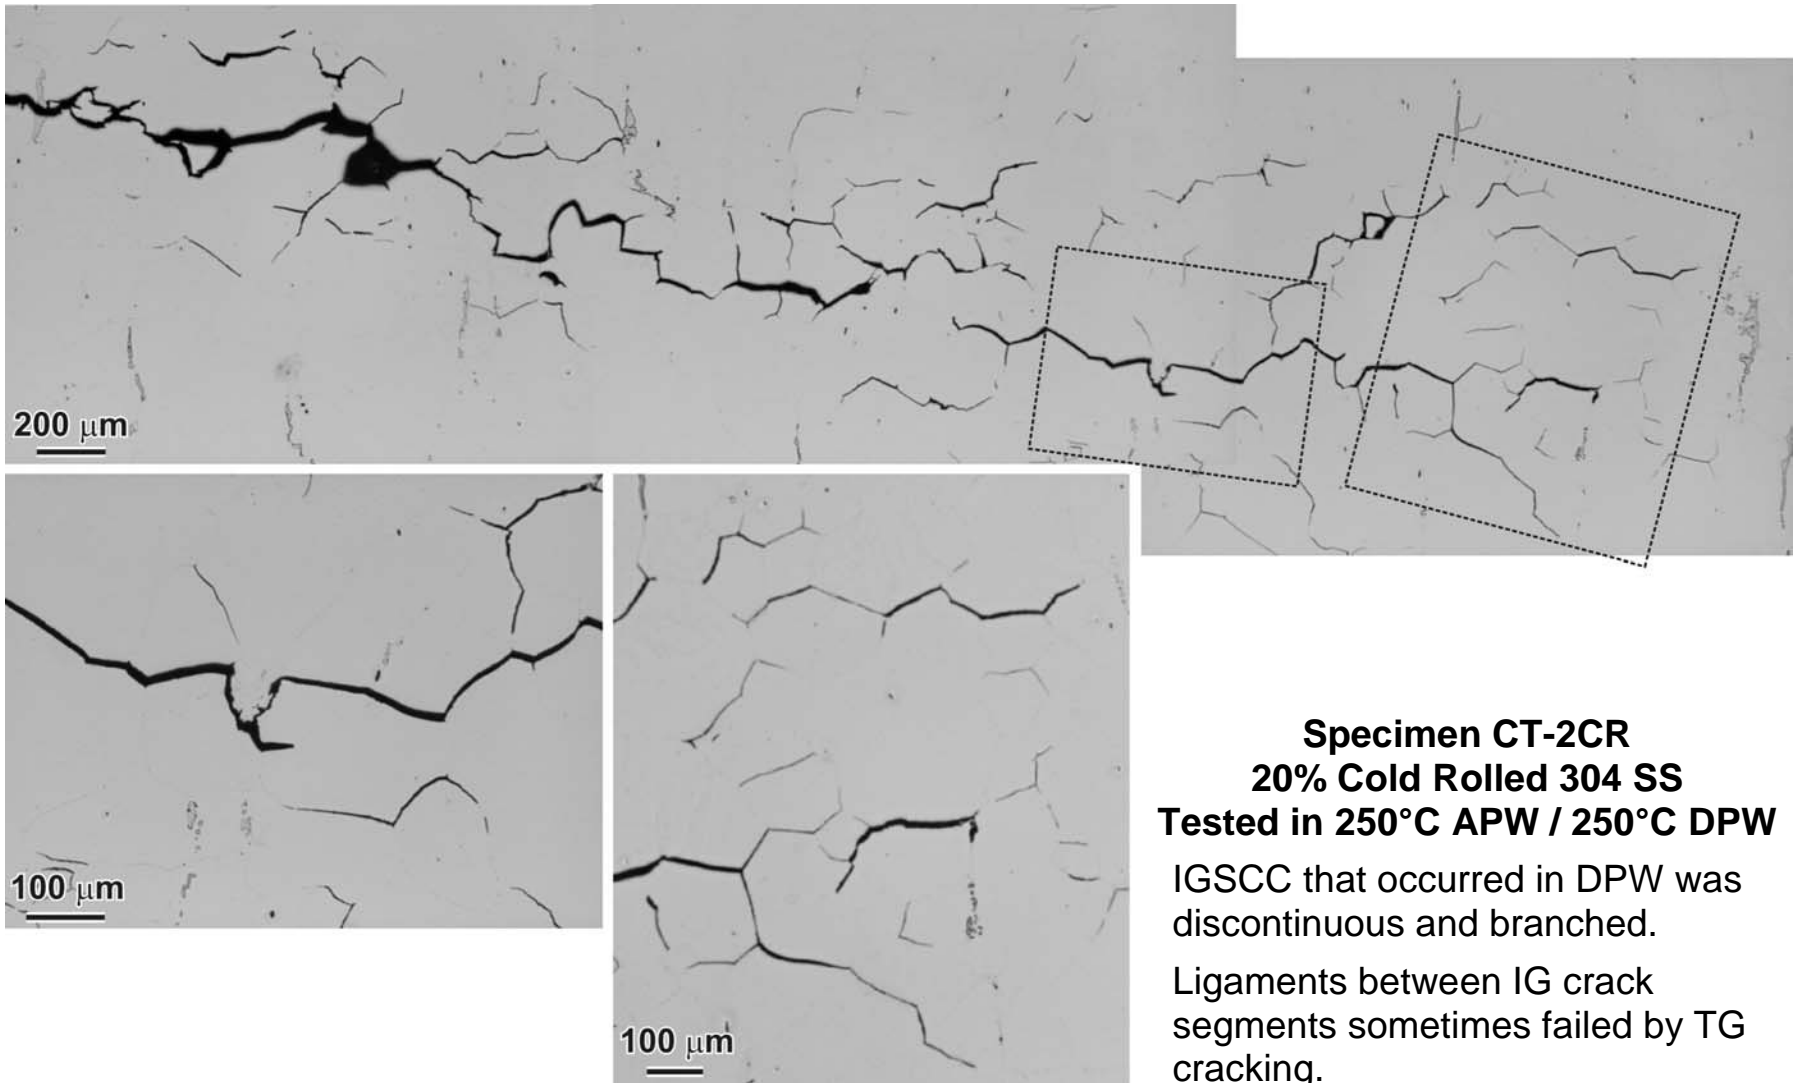 200 μm
100 μm
100 μm
Specimen CT-2CR
20% Cold Rolled 304 SS
Tested in 250°C APW / 250°C DPW
IGSCC that occurred in DPW was
discontinuous and branched.
Ligaments between IG crack
segments sometimes failed by TG
cracking.